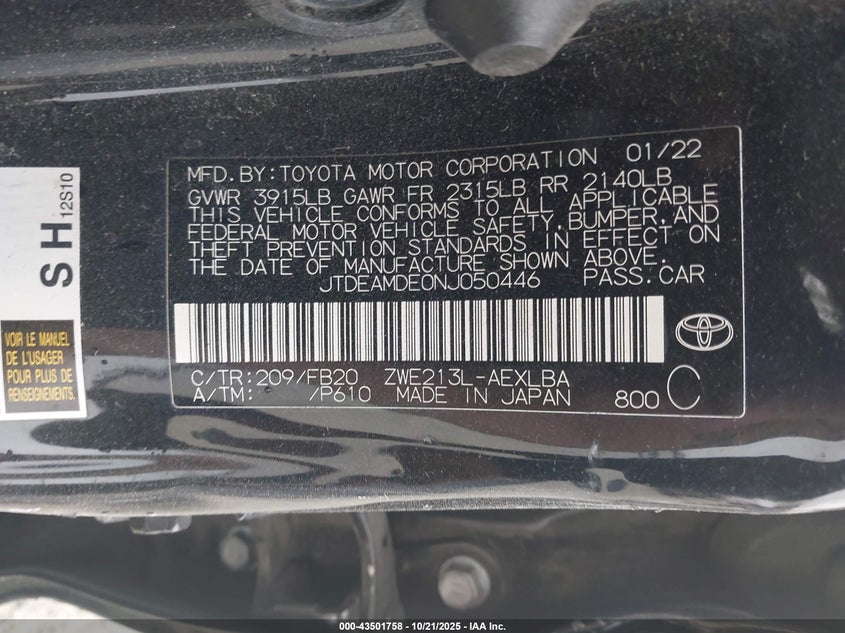 MFD.BY:TOYOTA MOTOR CORPORATION 01/22
GVWR 3915LB GAWR FR 2315LB RR 2140LB
THIS VEHICLE CONFORMS TO ALL APPLICABLE
FEDERAL MOTOR VEHICLE SAFETY,BUMPER,AND
THEFT PREVENTION STANDARDS IN EFFECT ON
THE DATE OF MANUFACTURE SHOWN ABOVE.
JTDEAMDE0NJ050446 PASS.CAR
C/TR:209/FB20 ZWE213L-AEXLBA
A/TM: /P610 MADE IN JAPAN 800 C
SH
12S10
VOIR LE MANUEL
DE L'USAGER
POUR PLUS DE
RENSEIGNEMENTS.
000-43501758 - 10/21/2025 - IAA Inc.